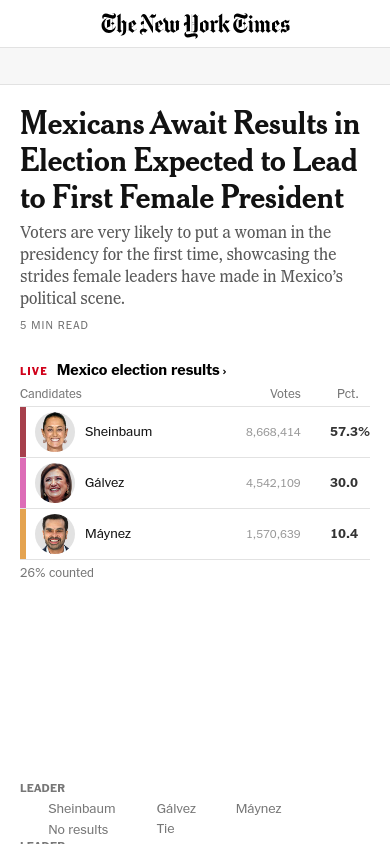 The New York Times
Mexicans Await Results in
Election Expected to Lead
to First Female President
Voters are very likely to put a woman in the
presidency for the first time, showcasing the
strides female leaders have made in Mexico’s
political scene.
5 MIN READ
LIVE Mexico election results ›
Candidates Votes Pct.
Sheinbaum 8,668,414 57.3%
Gálvez 4,542,109 30.0
Máynez 1,570,639 10.4
26% counted
LEADER
Sheinbaum Gálvez Máynez
No results Tie
LEADER